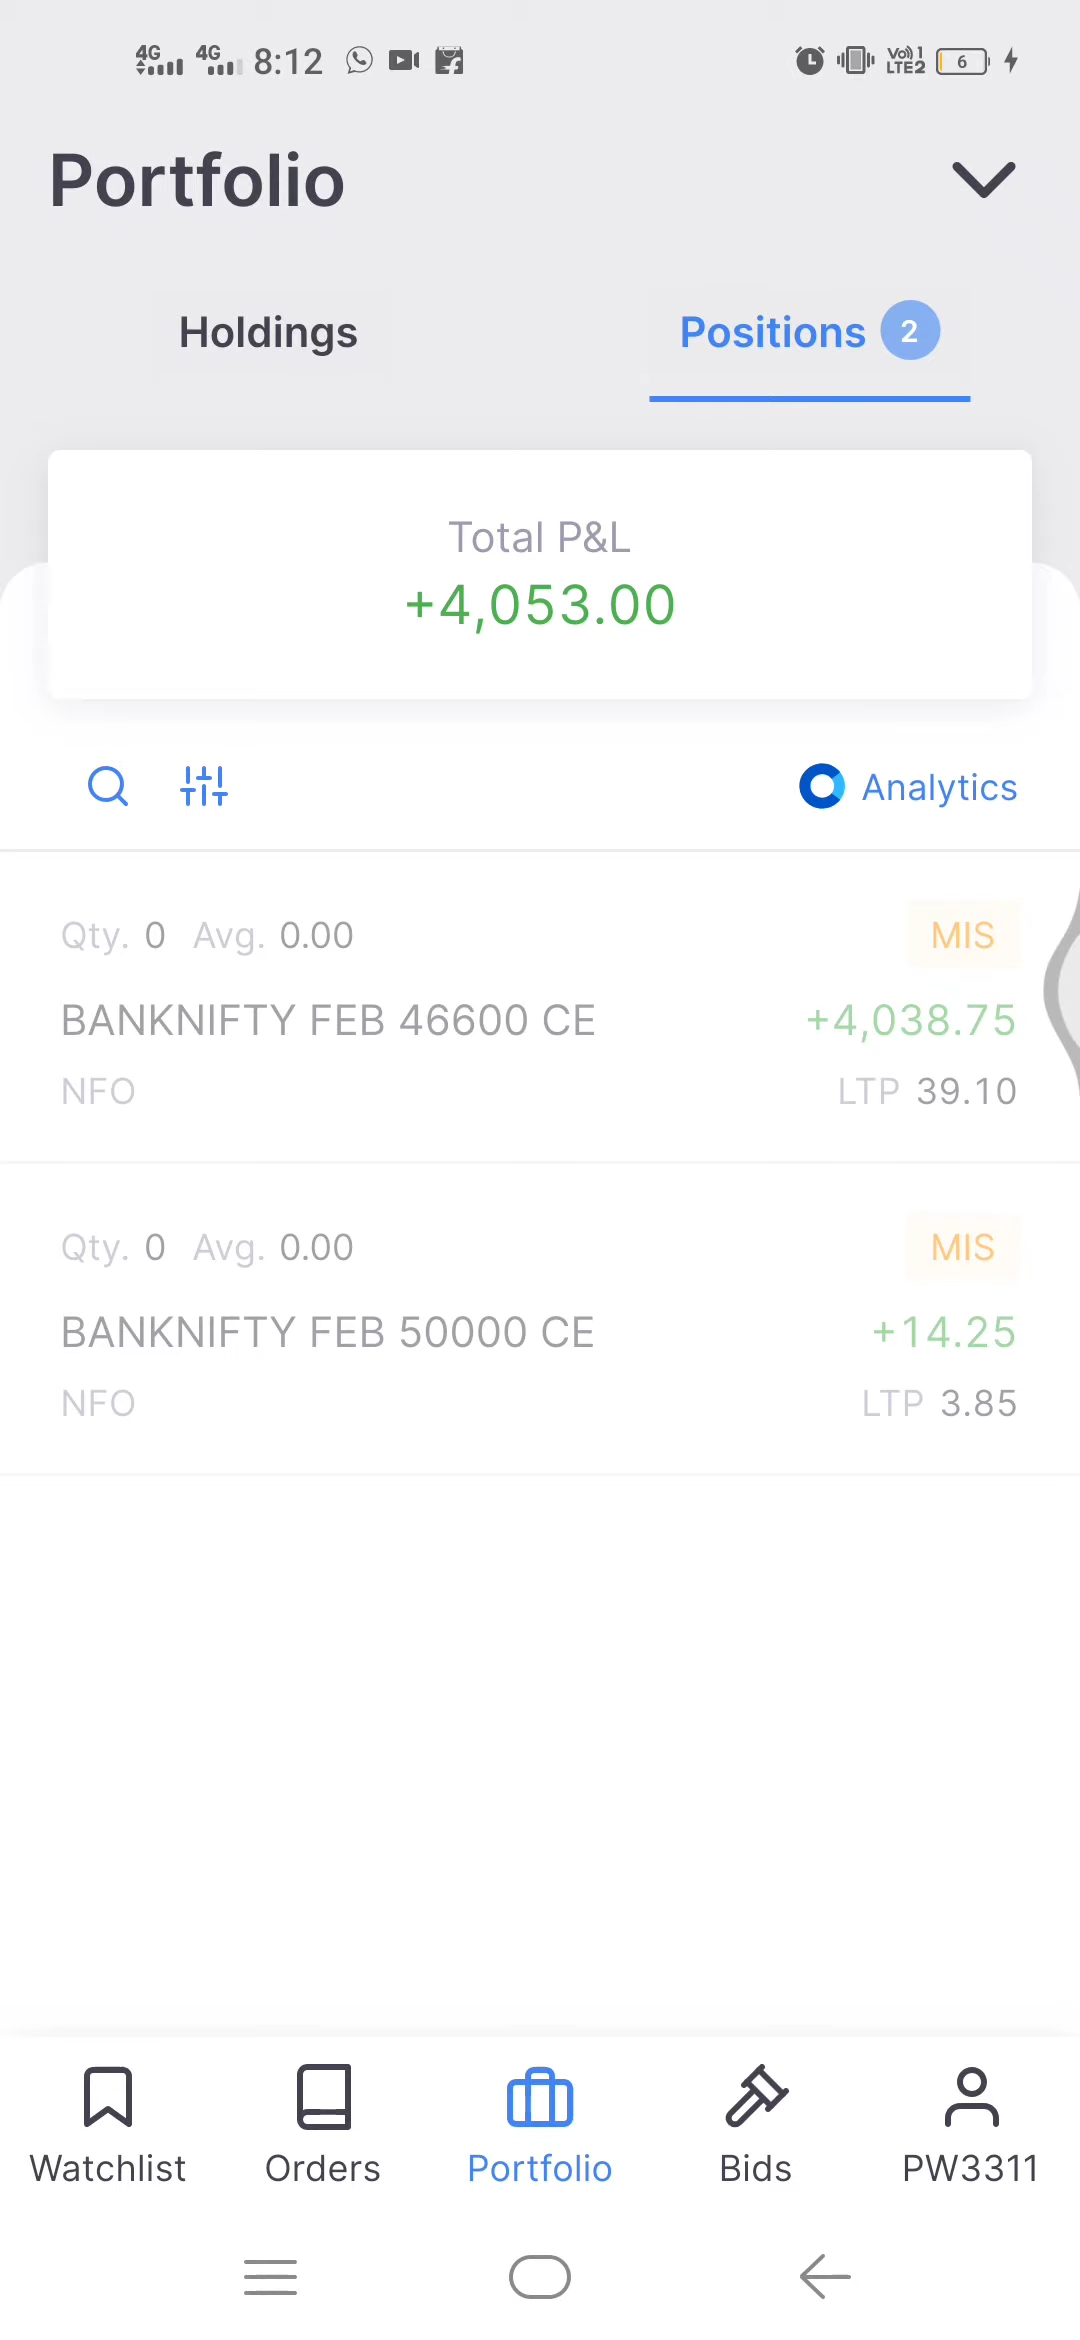 4G 4G 8:12 Vo) 1 LTE2 6
Portfolio
Holdings Positions 2
Total P&L
+4,053.00
Analytics
Qty. 0 Avg. 0.00 MIS
BANKNIFTY FEB 46600 CE +4,038.75
NFO LTP 39.10
Qty. 0 Avg. 0.00 MIS
BANKNIFTY FEB 50000 CE +14.25
NFO LTP 3.85
Watchlist Orders Portfolio Bids PW3311